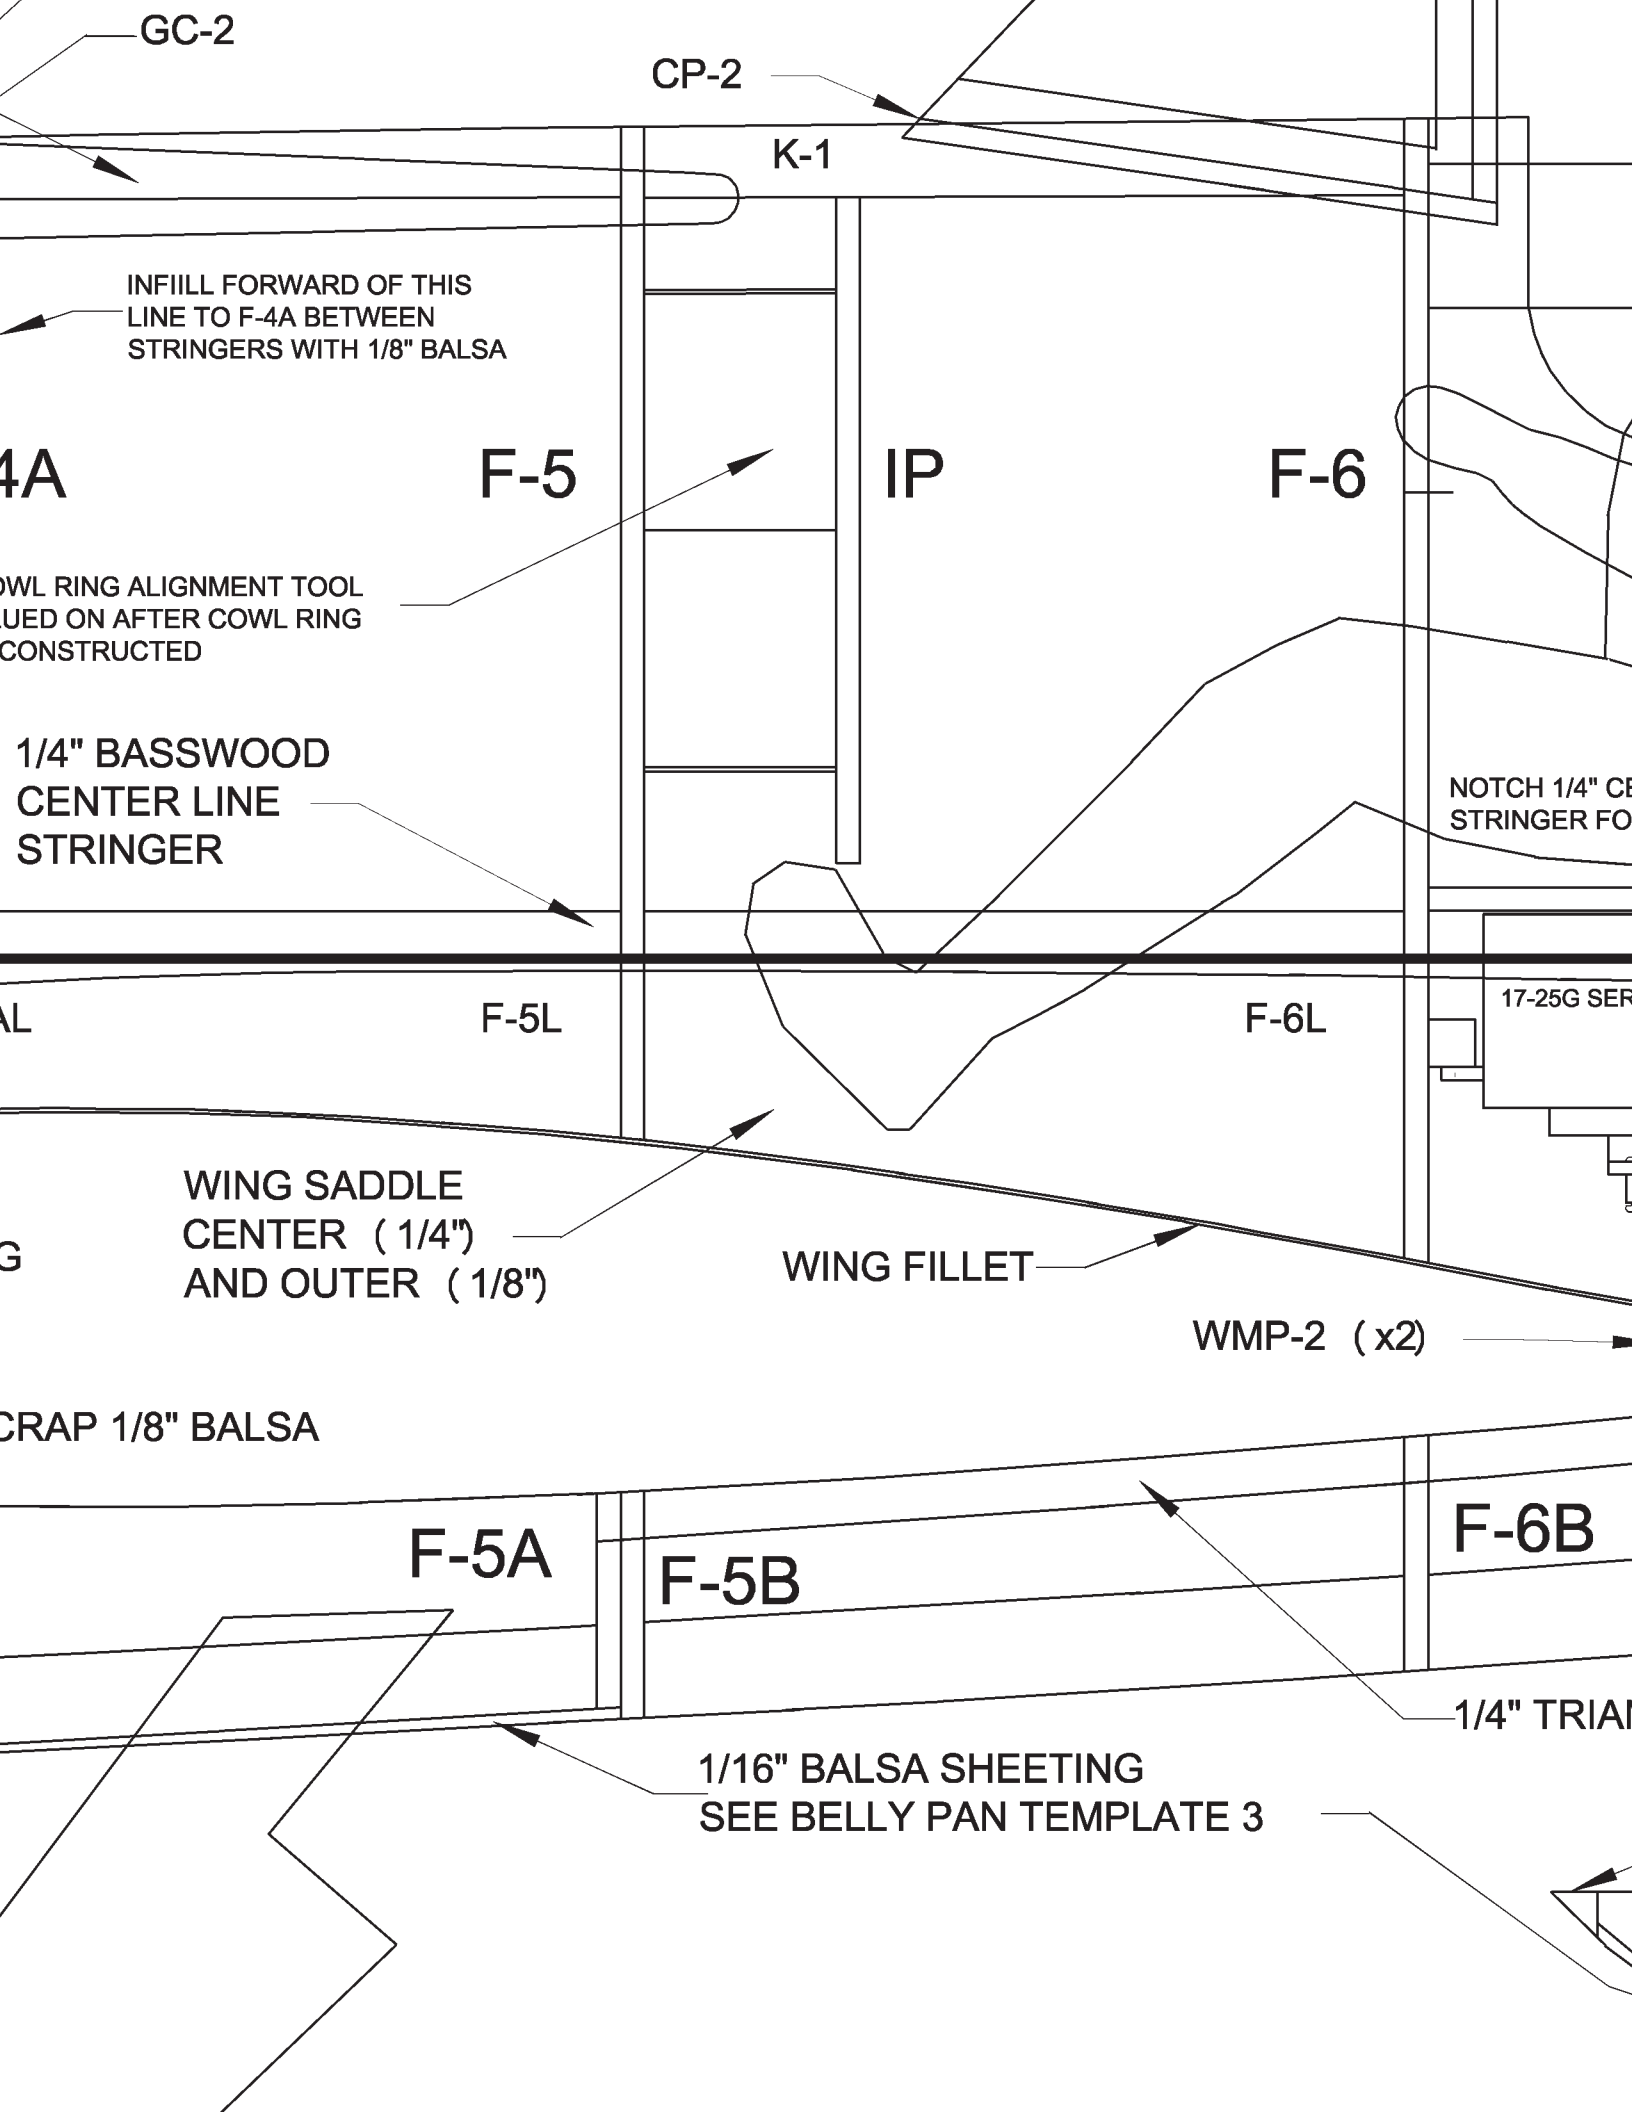 GC-2
CP-2
K-1
INFIILL FORWARD OF THIS
LINE TO F-4A BETWEEN
STRINGERS WITH 1/8" BALSA
4A
F-5
IP
F-6
OWL RING ALIGNMENT TOOL
LUED ON AFTER COWL RING
CONSTRUCTED
1/4" BASSWOOD
CENTER LINE
STRINGER
NOTCH 1/4" CE
STRINGER FO
AL
F-5L
F-6L
17-25G SER
WING SADDLE
CENTER ( 1/4")
AND OUTER ( 1/8")
G
WING FILLET
WMP-2 ( x2)
CRAP 1/8" BALSA
F-5A
F-5B
F-6B
1/4" TRIAN
1/16" BALSA SHEETING
SEE BELLY PAN TEMPLATE 3